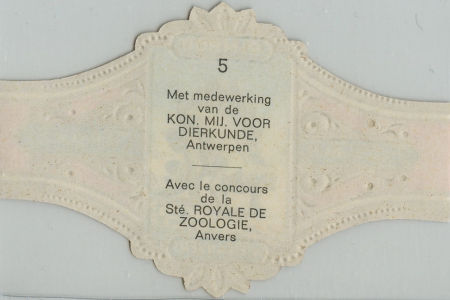 5
Met medewerking
van de
KON. MIJ. VOOR
DIERKUNDE,
Antwerpen
Avec le concours
de la
Sté. ROYALE DE
ZOOLOGIE,
Anvers